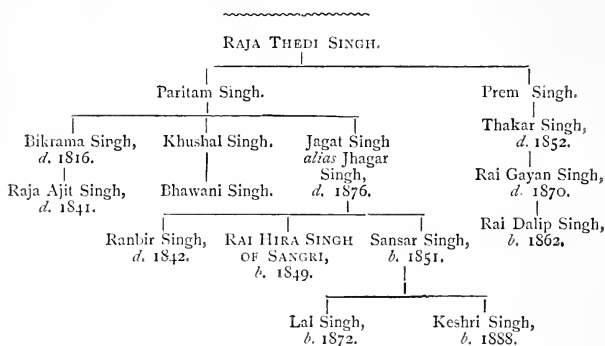 RAJA THEDI SINGH.
Paritam Singh. Prem Singh.
Bikrama Singh, d. 1816.
Khushal Singh.
Jagat Singh alias Jhagar Singh, d. 1876.
Thakar Singh, d. 1852.
Raja Ajit Singh, d. 1841.
Bhawani Singh.
Rai Gayan Singh, d. 1870.
Ranbir Singh, d. 1842.
RAI HIRA SINGH OF SANGRI, b. 1849.
Sansar Singh, b. 1851.
Rai Dalip Singh, b. 1862.
Lal Singh, b. 1872.
Keshri Singh, b. 1888.